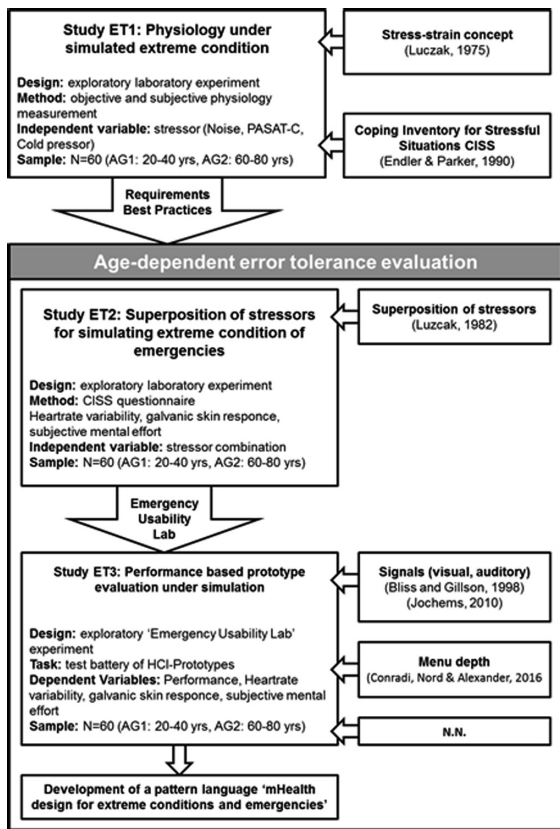 Study ET1: Physiology under
simulated extreme condition
Design: exploratory laboratory experiment
Method: objective and subjective physiology
measurement
Independent variable: stressor (Noise, PASAT-C,
Cold pressor)
Sample: N=60 (AG1: 20-40 yrs, AG2: 60-80 yrs)
Stress-strain concept
(Luczak, 1975)
Coping Inventory for Stressful
Situations CISS
(Endler & Parker, 1990)
Requirements
Best Practices
Age-dependent error tolerance evaluation
Study ET2: Superposition of stressors
for simulating extreme condition of
emergencies
Design: exploratory laboratory experiment
Method: CISS questionnaire
Heartrate variability, galvanic skin responce,
subjective mental effort
Independent variable: stressor combination
Sample: N=60 (AG1: 20-40 yrs, AG2: 60-80 yrs)
Superposition of stressors
(Luzcak, 1982)
Emergency
Usability
Lab
Study ET3: Performance based prototype
evaluation under simulation
Design: exploratory ‘Emergency Usability Lab’
experiment
Task: test battery of HCI-Prototypes
Dependent Variables: Performance, Heartrate
variability, galvanic skin responce, subjective mental
effort
Sample: N=60 (AG1: 20-40 yrs, AG2: 60-80 yrs)
Signals (visual, auditory)
(Bliss and Gillson, 1998)
(Jochems, 2010)
Menu depth
(Conradi, Nord & Alexander, 2016
N.N.
Development of a pattern language ‘mHealth
design for extreme conditions and emergencies’